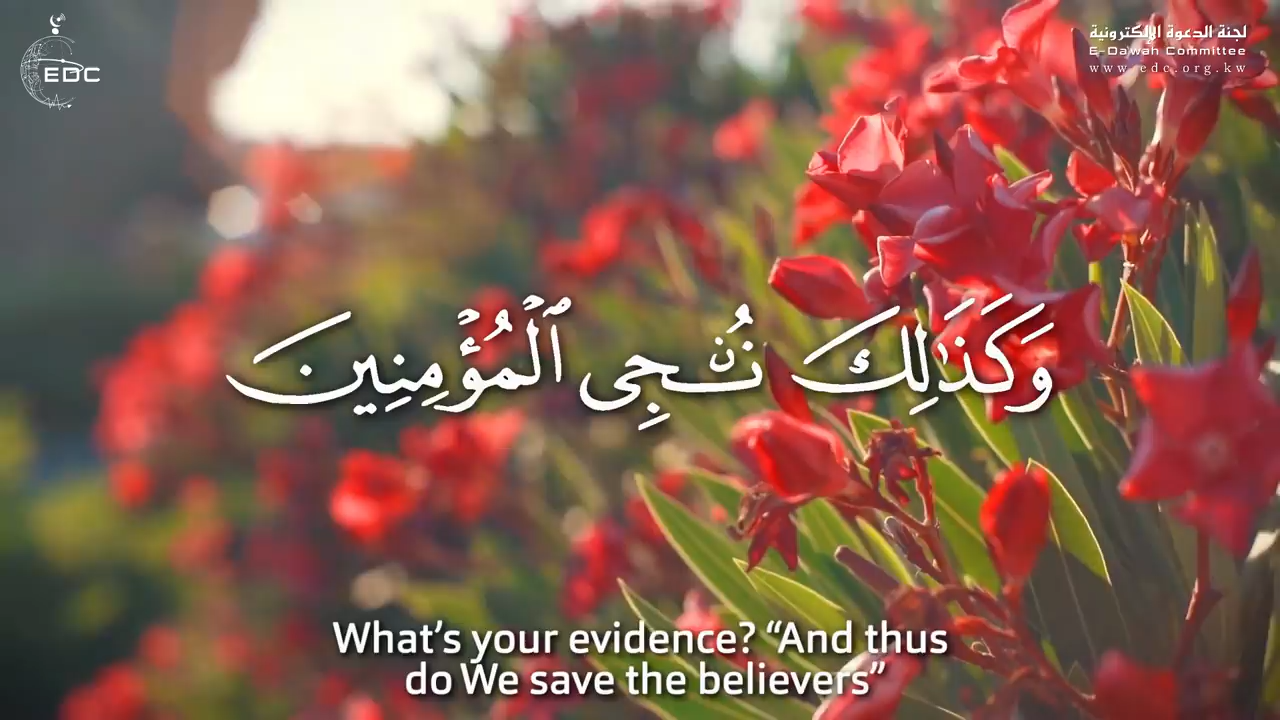 EDC
لجنة الدعوة الإلكترونية
E-Dawah Committee
www.edc.org.kw
وَكَذَٰلِكَ نُـۨجِى ٱلْمُؤْمِنِينَ
What’s your evidence? “And thus
do We save the believers”